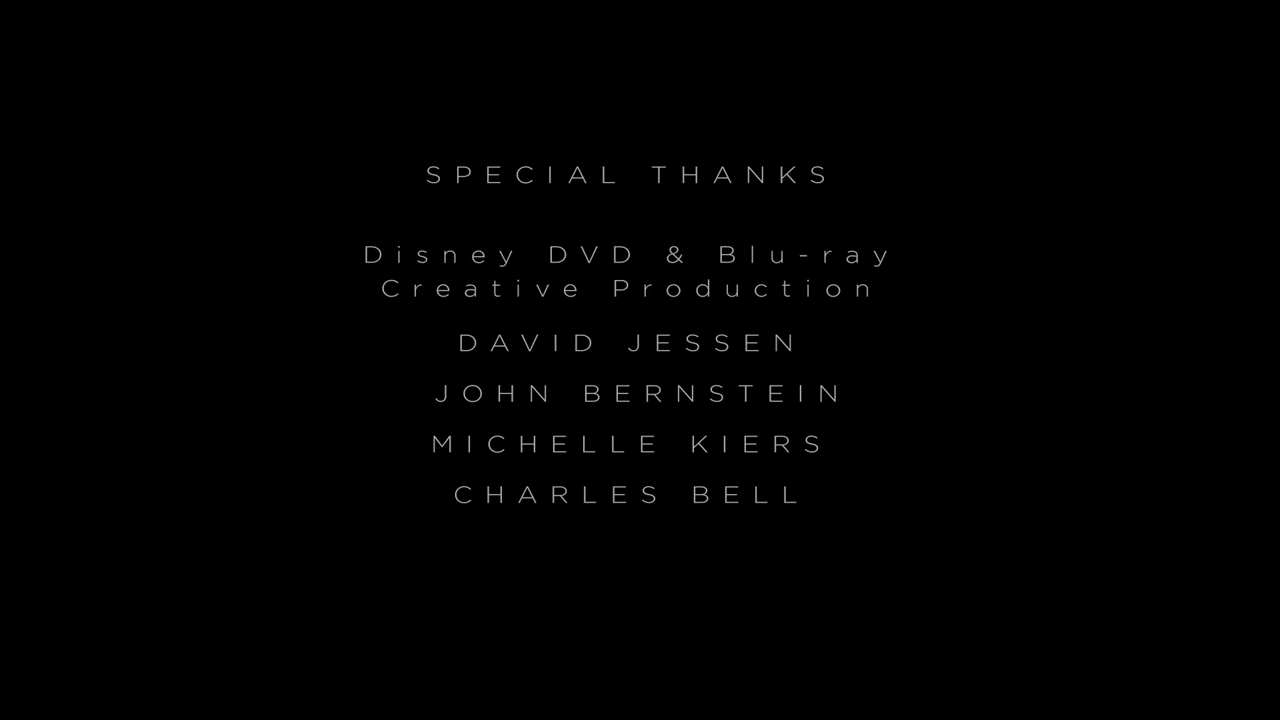 SPECIAL THANKS
Disney DVD & Blu-ray
Creative Production
DAVID JESSEN
JOHN BERNSTEIN
MICHELLE KIERS
CHARLES BELL